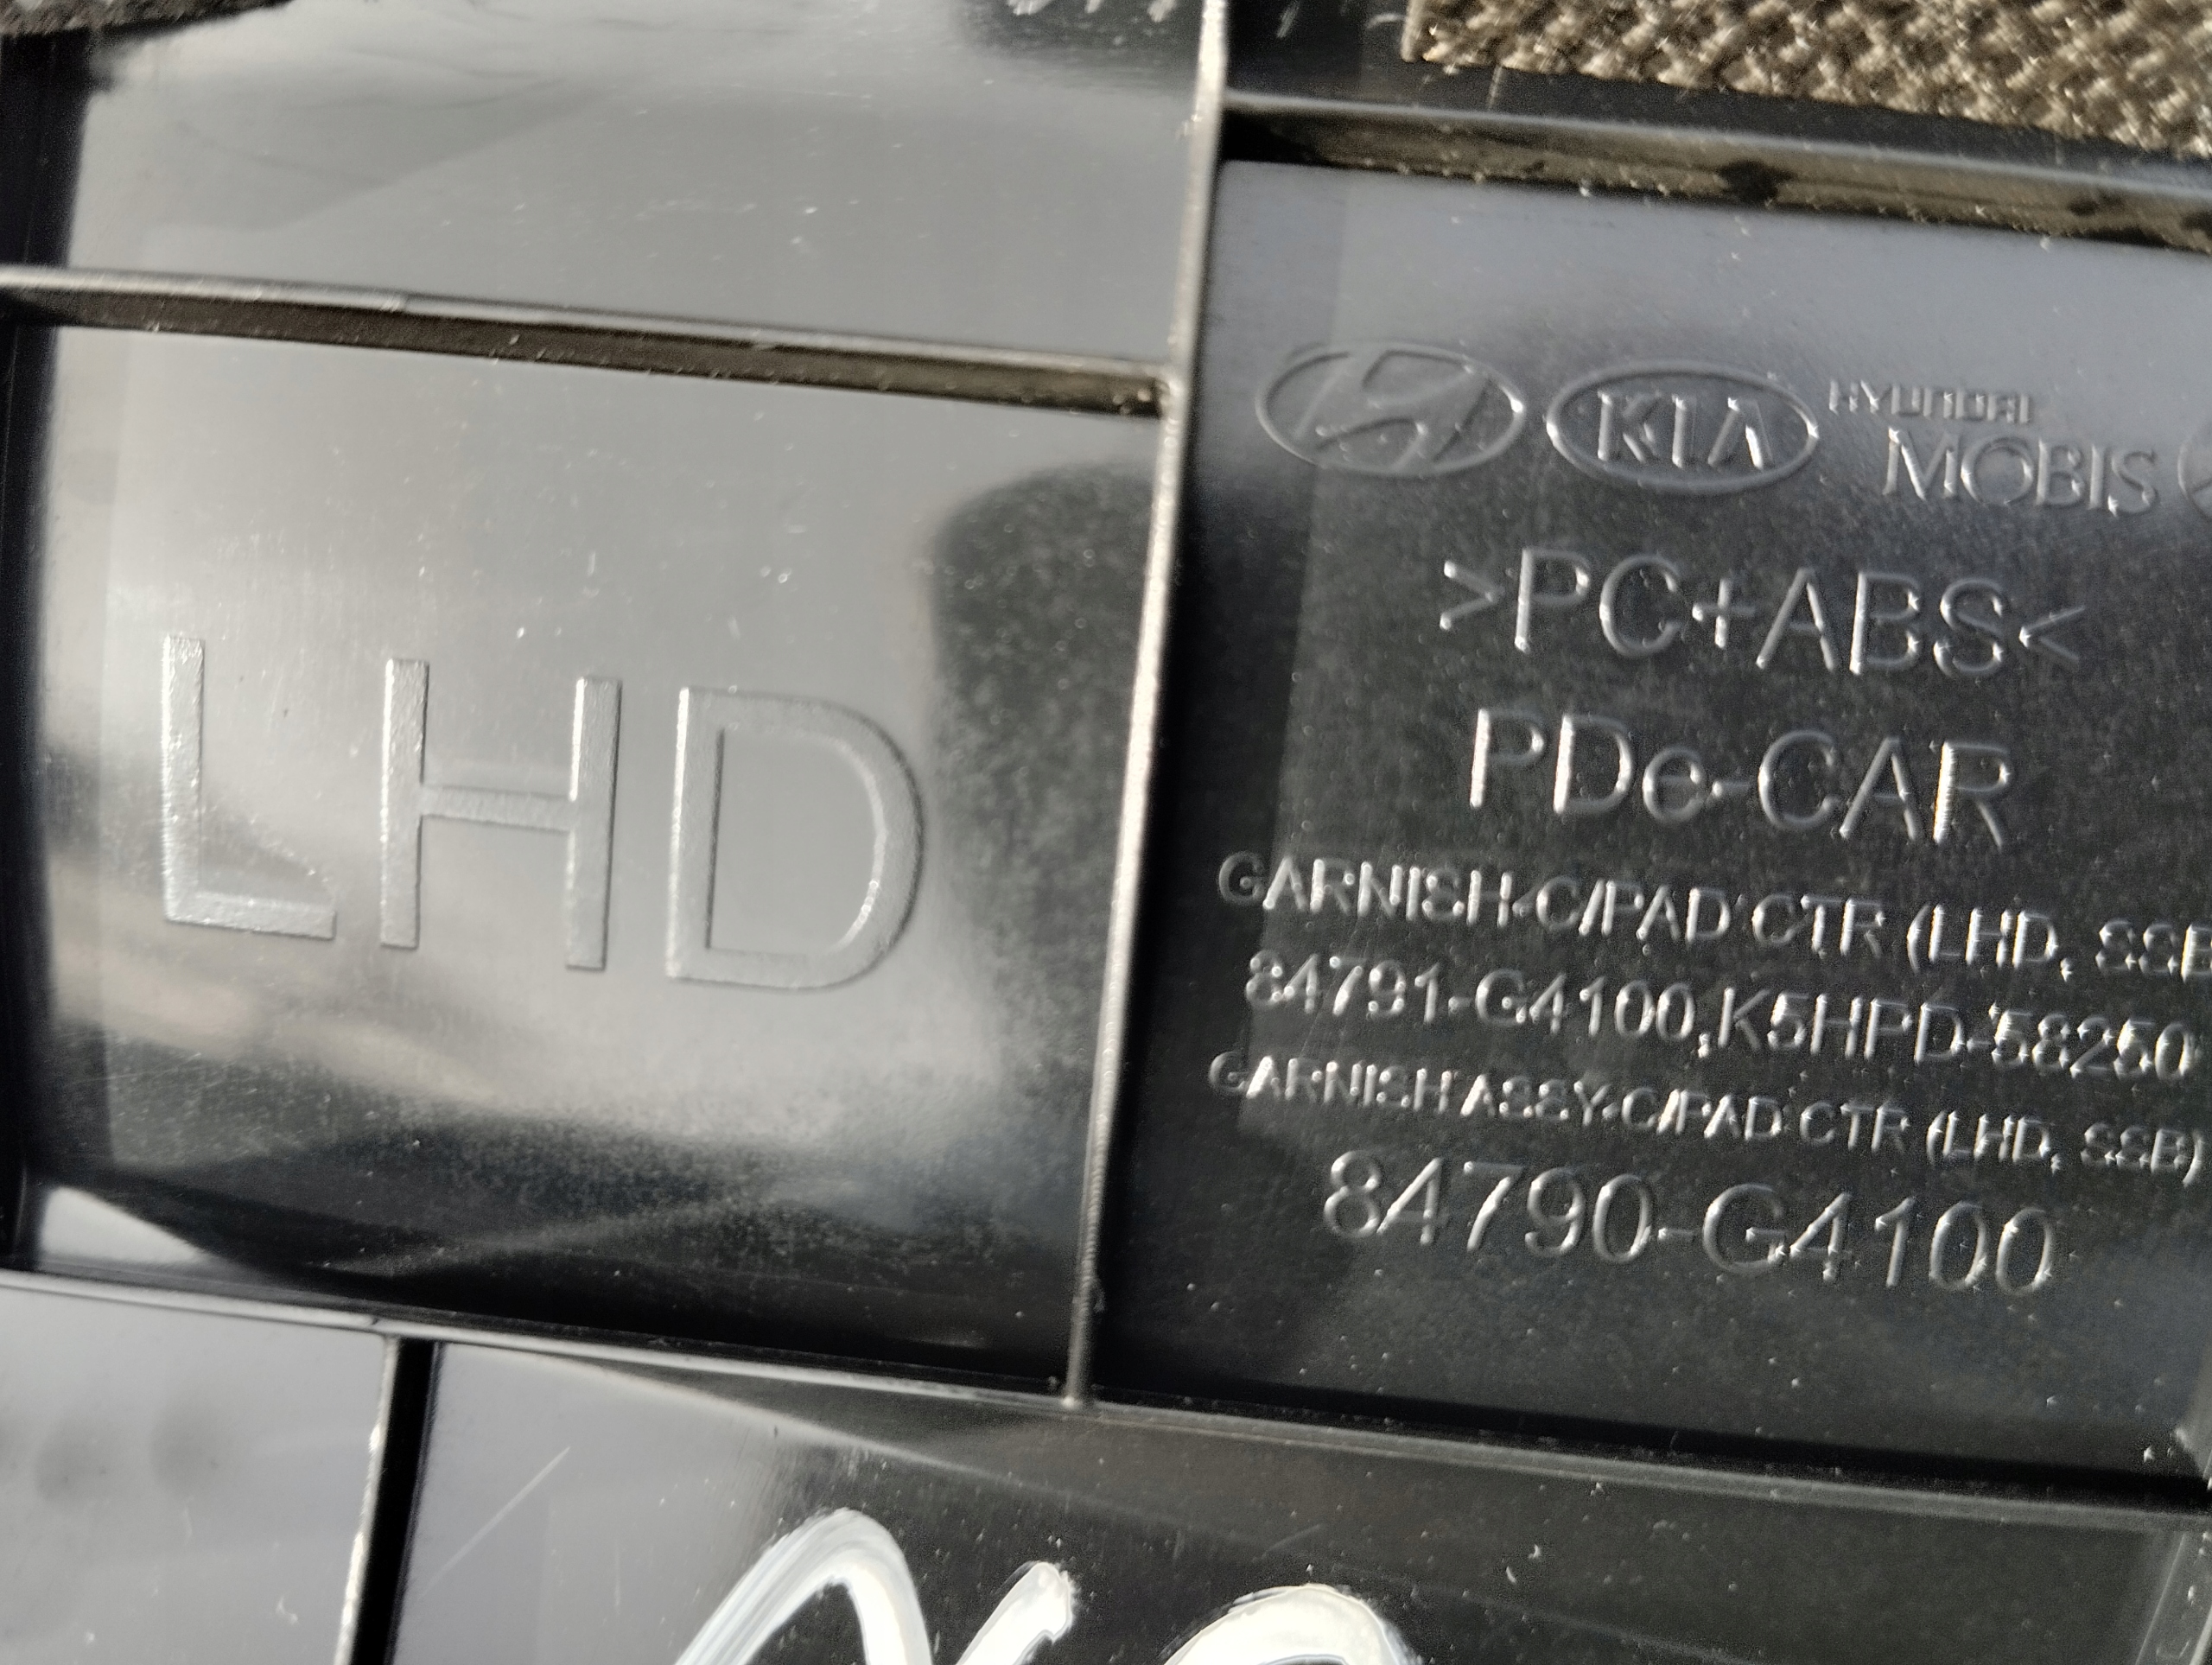 LHD
KIA HYUNDAI MOBIS
>PC+ABS<
PDe-CAR
GARNISH-C/PAD CTR (LHD, SSB
84791-G4100,K5HPD-58250
GARNISH ASSY-C/PAD CTR (LHD, SSB)
84790-G4100